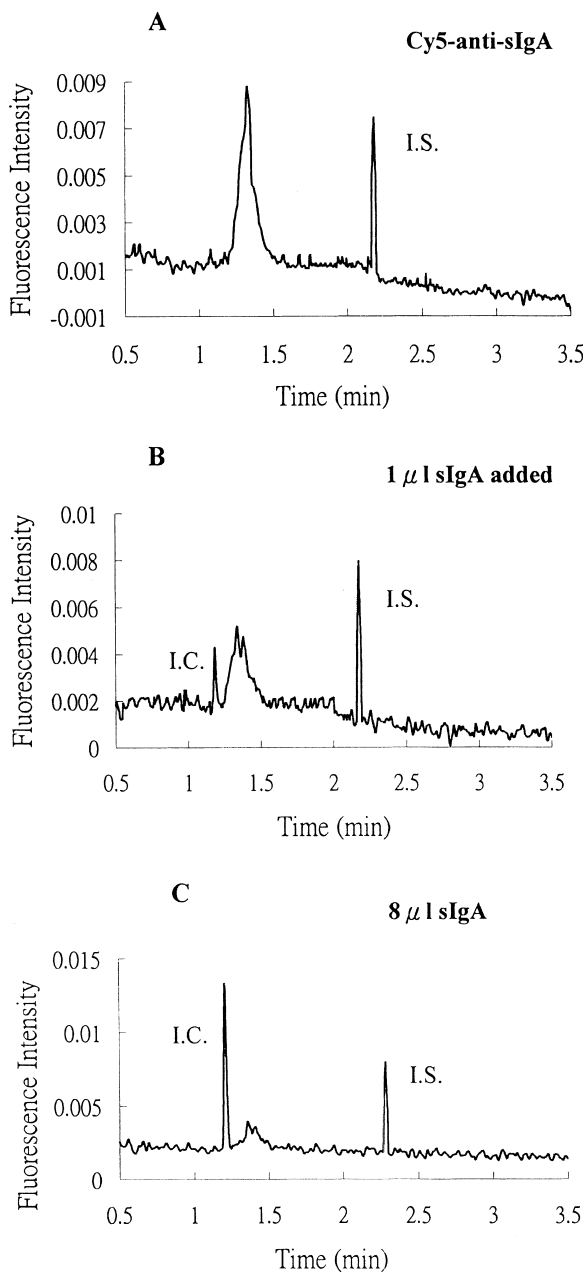 A
Cy5-anti-sIgA
Fluorescence Intensity
0.009
0.007
0.005
0.003
0.001
-0.001
I.S.
0.5 1 1.5 2 2.5 3 3.5
Time (min)
B
1 μl sIgA added
Fluorescence Intensity
0.01
0.008
0.006
0.004
0.002
0
I.C.
I.S.
0.5 1 1.5 2 2.5 3 3.5
Time (min)
C
8 μl sIgA
Fluorescence Intensity
0.015
0.01
0.005
0
I.C.
I.S.
0.5 1 1.5 2 2.5 3 3.5
Time (min)